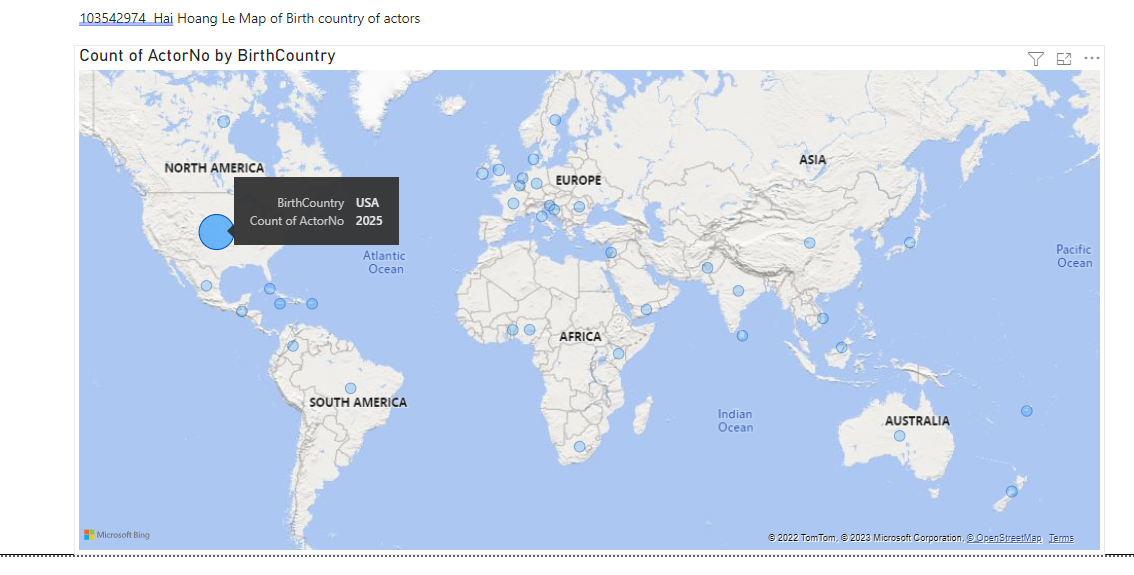 103542974 Hai Hoang Le Map of Birth country of actors
Count of ActorNo by BirthCountry
NORTH AMERICA
ASIA
EUROPE
BirthCountry USA
Count of ActorNo 2025
Atlantic
Ocean
Pacific
Ocean
AFRICA
SOUTH AMERICA
Indian
Ocean
AUSTRALIA
Microsoft Bing
© 2022 TomTom, © 2023 Microsoft Corporation, © OpenStreetMap Terms